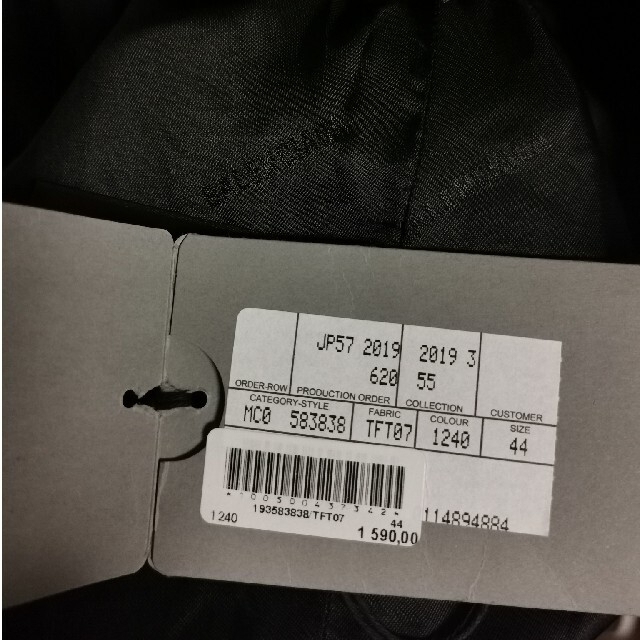 JP57 2019
2019 3
620
55
ORDER-ROW
PRODUCTION ORDER
COLLECTION
CUSTOMER
CATEGORY-STYLE
FABRIC
COLOUR
SIZE
MC0 583838
TFT07
1240
44
193583838/TFT07
1240
44
1 590,00
114894884